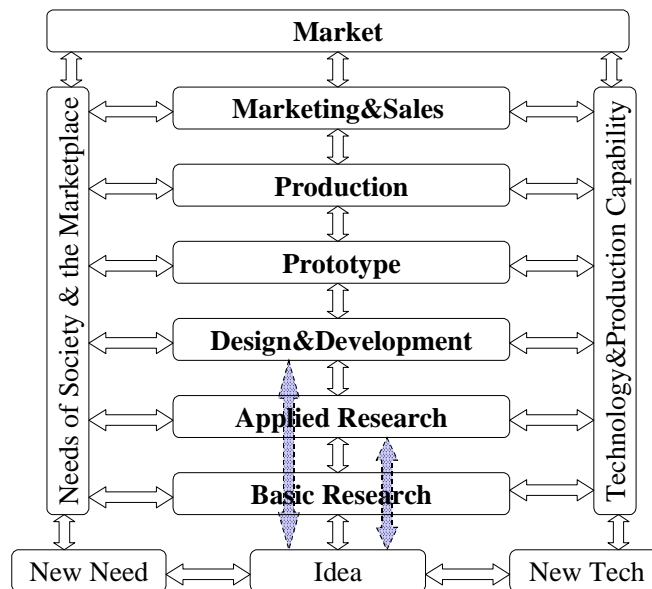 Market
Needs of Society & the Marketplace
Marketing&Sales
Production
Prototype
Design&Development
Applied Research
Basic Research
Technology&Production Capability
New Need
Idea
New Tech